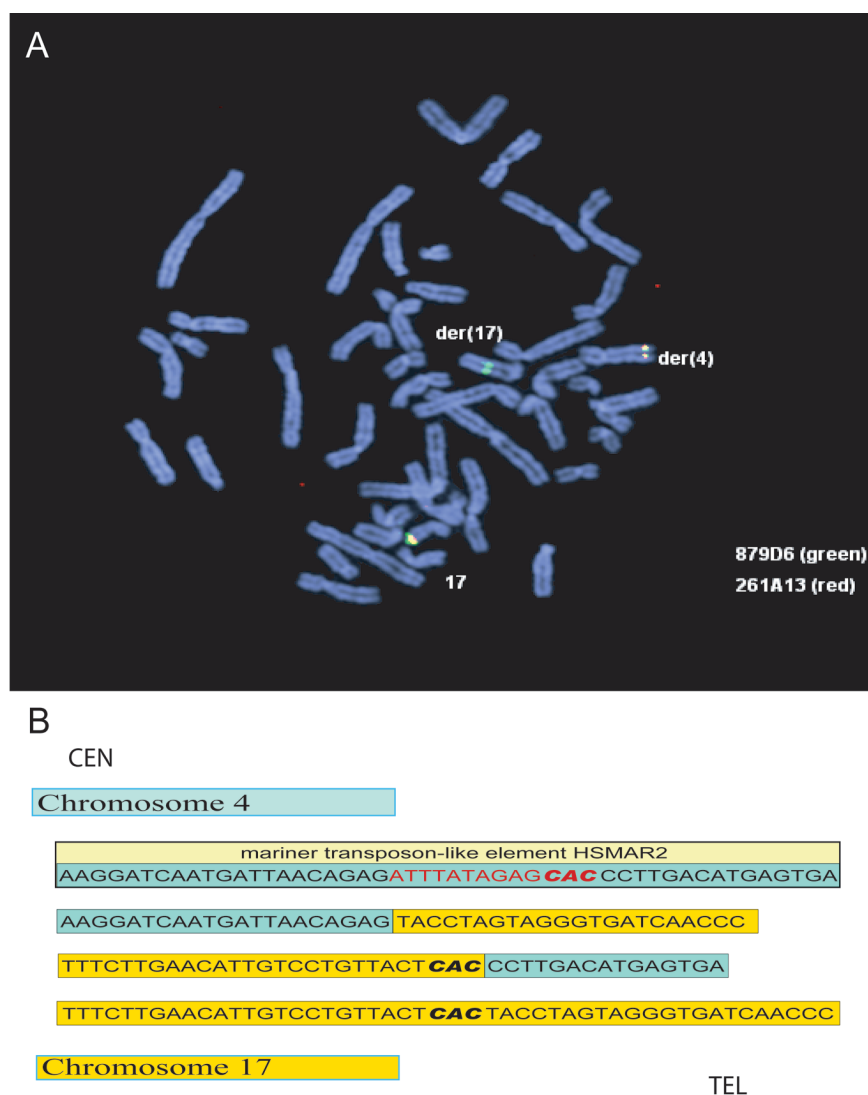 A
der(17)
der(4)
17
879D6 (green)
261A13 (red)
B
CEN
Chromosome 4
mariner transposon-like element HSMAR2
AAGGATCAATGATTAACAGAGATTTATAGAGCACCCTTGACATGAGTGA
AAGGATCAATGATTAACAGAGTACCTAGTAGGGTGATCAACCC
TTTCTTGAACATTGTCCTGTTACTCACCCTTGACATGAGTGA
TTTCTTGAACATTGTCCTGTTACTCACTACCTAGTAGGGTGATCAACCC
Chromosome 17
TEL